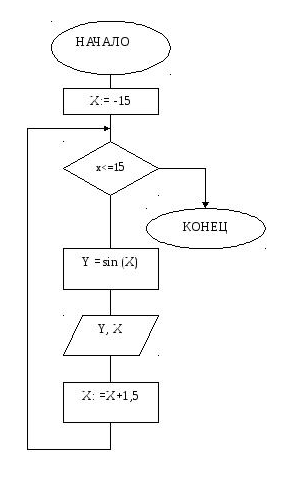 НАЧАЛО
X:= -15
x<=15
КОНЕЦ
Y =sin (X)
Y, X
X: =X+1,5